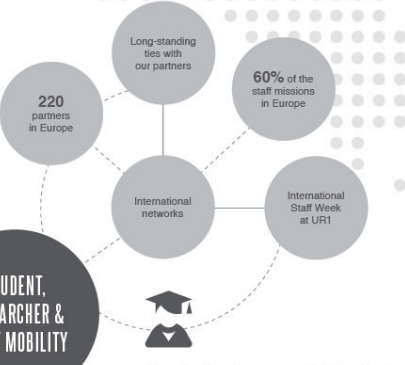 Long-standing
ties with
our partners
60% of the
staff missions
in Europe
220
partners
in Europe
International
networks
International
Staff Week
at UR1
UDENT,
ARCHER &
MOBILITY